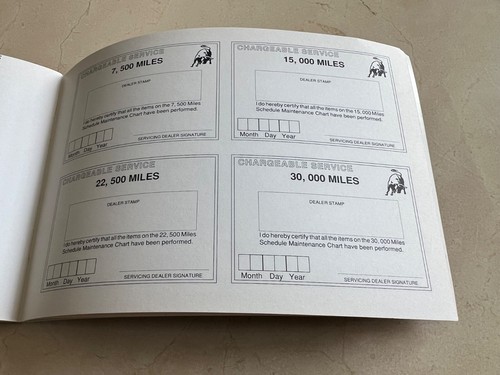 CHARGEABLE SERVICE
7, 500 MILES
DEALER STAMP
I do hereby certify that all the items on the 7, 500 Miles
Schedule Maintenance Chart have been performed.
Month Day Year
SERVICING DEALER SIGNATURE
CHARGEABLE SERVICE
15, 000 MILES
DEALER STAMP
I do hereby certify that all the items on the 15, 000 Miles
Schedule Maintenance Chart have been performed.
Month Day Year
SERVICING DEALER SIGNATURE
CHARGEABLE SERVICE
22, 500 MILES
DEALER STAMP
I do hereby certify that all the items on the 22, 500 Miles
Schedule Maintenance Chart have been performed.
Month Day Year
SERVICING DEALER SIGNATURE
CHARGEABLE SERVICE
30, 000 MILES
DEALER STAMP
I do hereby certify that all the items on the 30, 000 Miles
Schedule Maintenance Chart have been performed.
Month Day Year
SERVICING DEALER SIGNATURE